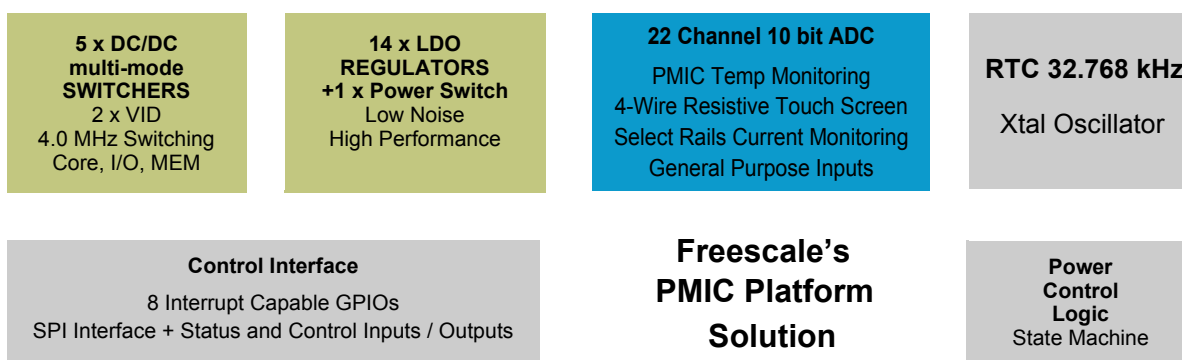 5 x DC/DC
multi-mode
SWITCHERS
2 x VID
4.0 MHz Switching
Core, I/O, MEM
14 x LDO
REGULATORS
+1 x Power Switch
Low Noise
High Performance
22 Channel 10 bit ADC
PMIC Temp Monitoring
4-Wire Resistive Touch Screen
Select Rails Current Monitoring
General Purpose Inputs
RTC 32.768 kHz
Xtal Oscillator
Control Interface
8 Interrupt Capable GPIOs
SPI Interface + Status and Control Inputs / Outputs
Freescale’s
PMIC Platform
Solution
Power
Control
Logic
State Machine